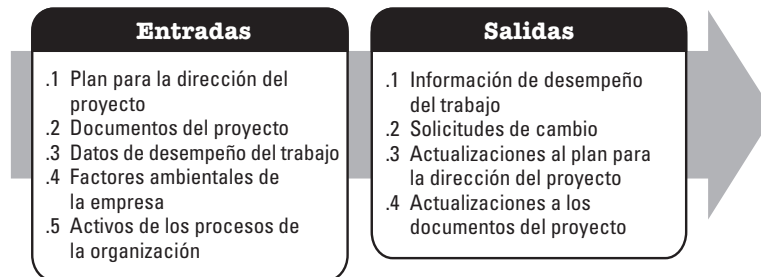 Entradas
.1 Plan para la dirección del
proyecto
.2 Documentos del proyecto
.3 Datos de desempeño del trabajo
.4 Factores ambientales de
la empresa
.5 Activos de los procesos de
la organización
Salidas
.1 Información de desempeño
del trabajo
.2 Solicitudes de cambio
.3 Actualizaciones al plan para
la dirección del proyecto
.4 Actualizaciones a los
documentos del proyecto